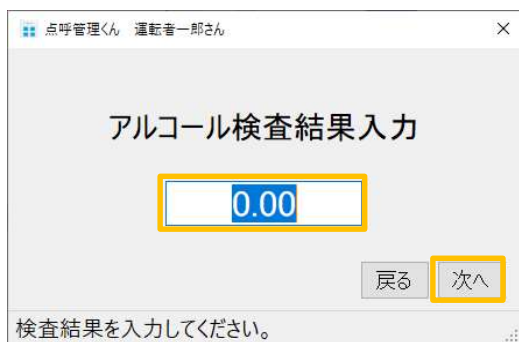 点呼管理くん　運転者一郎さん
アルコール検査結果入力
0.00
戻る 次へ
検査結果を入力してください。